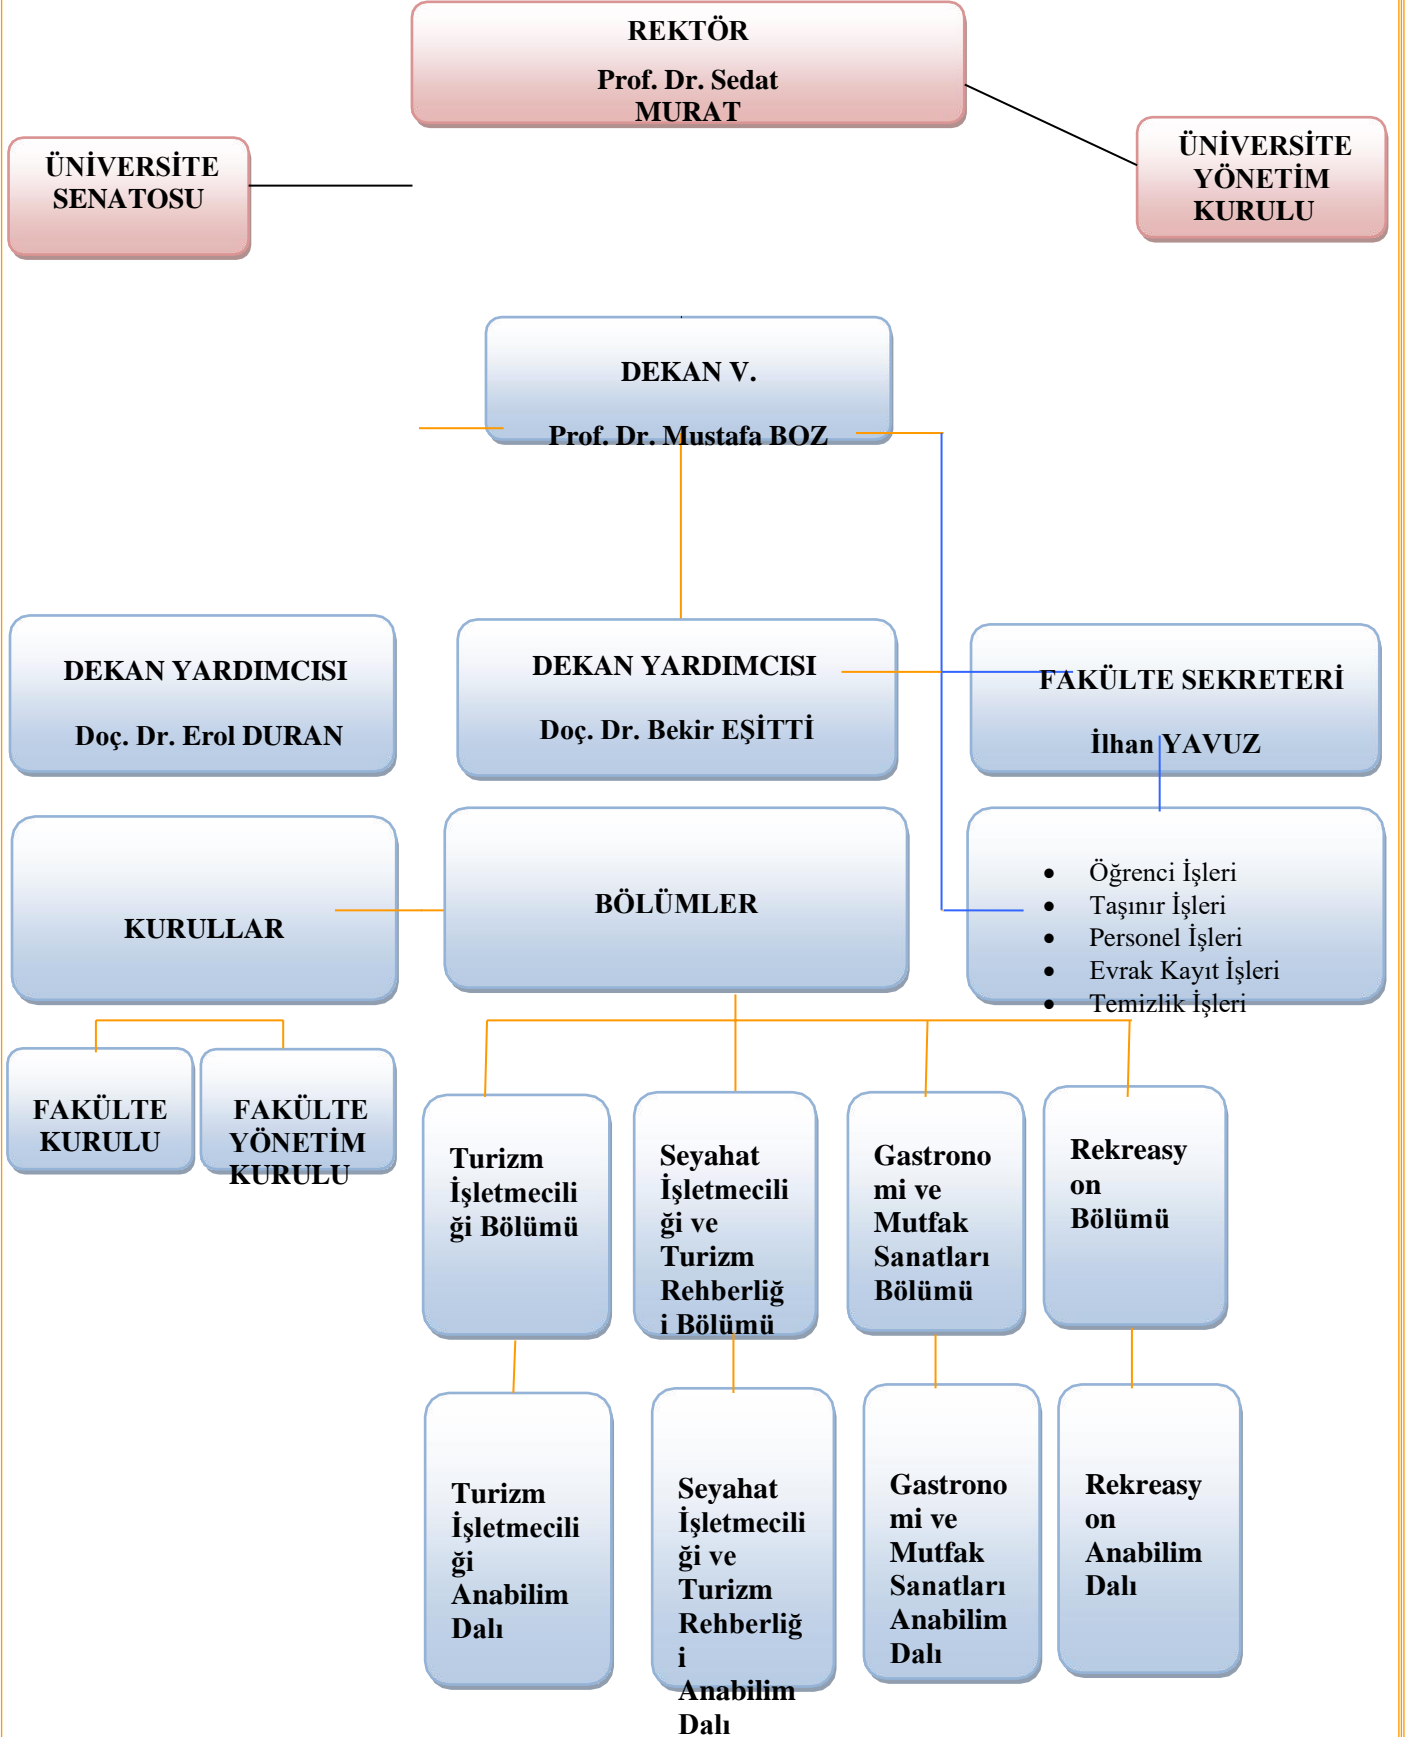 REKTÖR
Prof. Dr. Sedat
MURAT
ÜNİVERSİTE
SENATOSU
ÜNİVERSİTE
YÖNETİM
KURULU
DEKAN V.
Prof. Dr. Mustafa BOZ
DEKAN YARDIMCISI
Doç. Dr. Erol DURAN
DEKAN YARDIMCISI
Doç. Dr. Bekir EŞİTTİ
FAKÜLTE SEKRETERİ
İlhan YAVUZ
KURULLAR
BÖLÜMLER
• Öğrenci İşleri
• Taşınır İşleri
• Personel İşleri
• Evrak Kayıt İşleri
• Temizlik İşleri
FAKÜLTE
KURULU
FAKÜLTE
YÖNETİM
KURULU
Turizm
İşletmecili
ği Bölümü
Seyahat
İşletmecili
ği ve
Turizm
Rehberliğ
i Bölümü
Gastrono
mi ve
Mutfak
Sanatları
Bölümü
Rekreasy
on
Bölümü
Turizm
İşletmecili
ği
Anabilim
Dalı
Seyahat
İşletmecili
ği ve
Turizm
Rehberliğ
i
Anabilim
Dalı
Gastrono
mi ve
Mutfak
Sanatları
Anabilim
Dalı
Rekreasy
on
Anabilim
Dalı